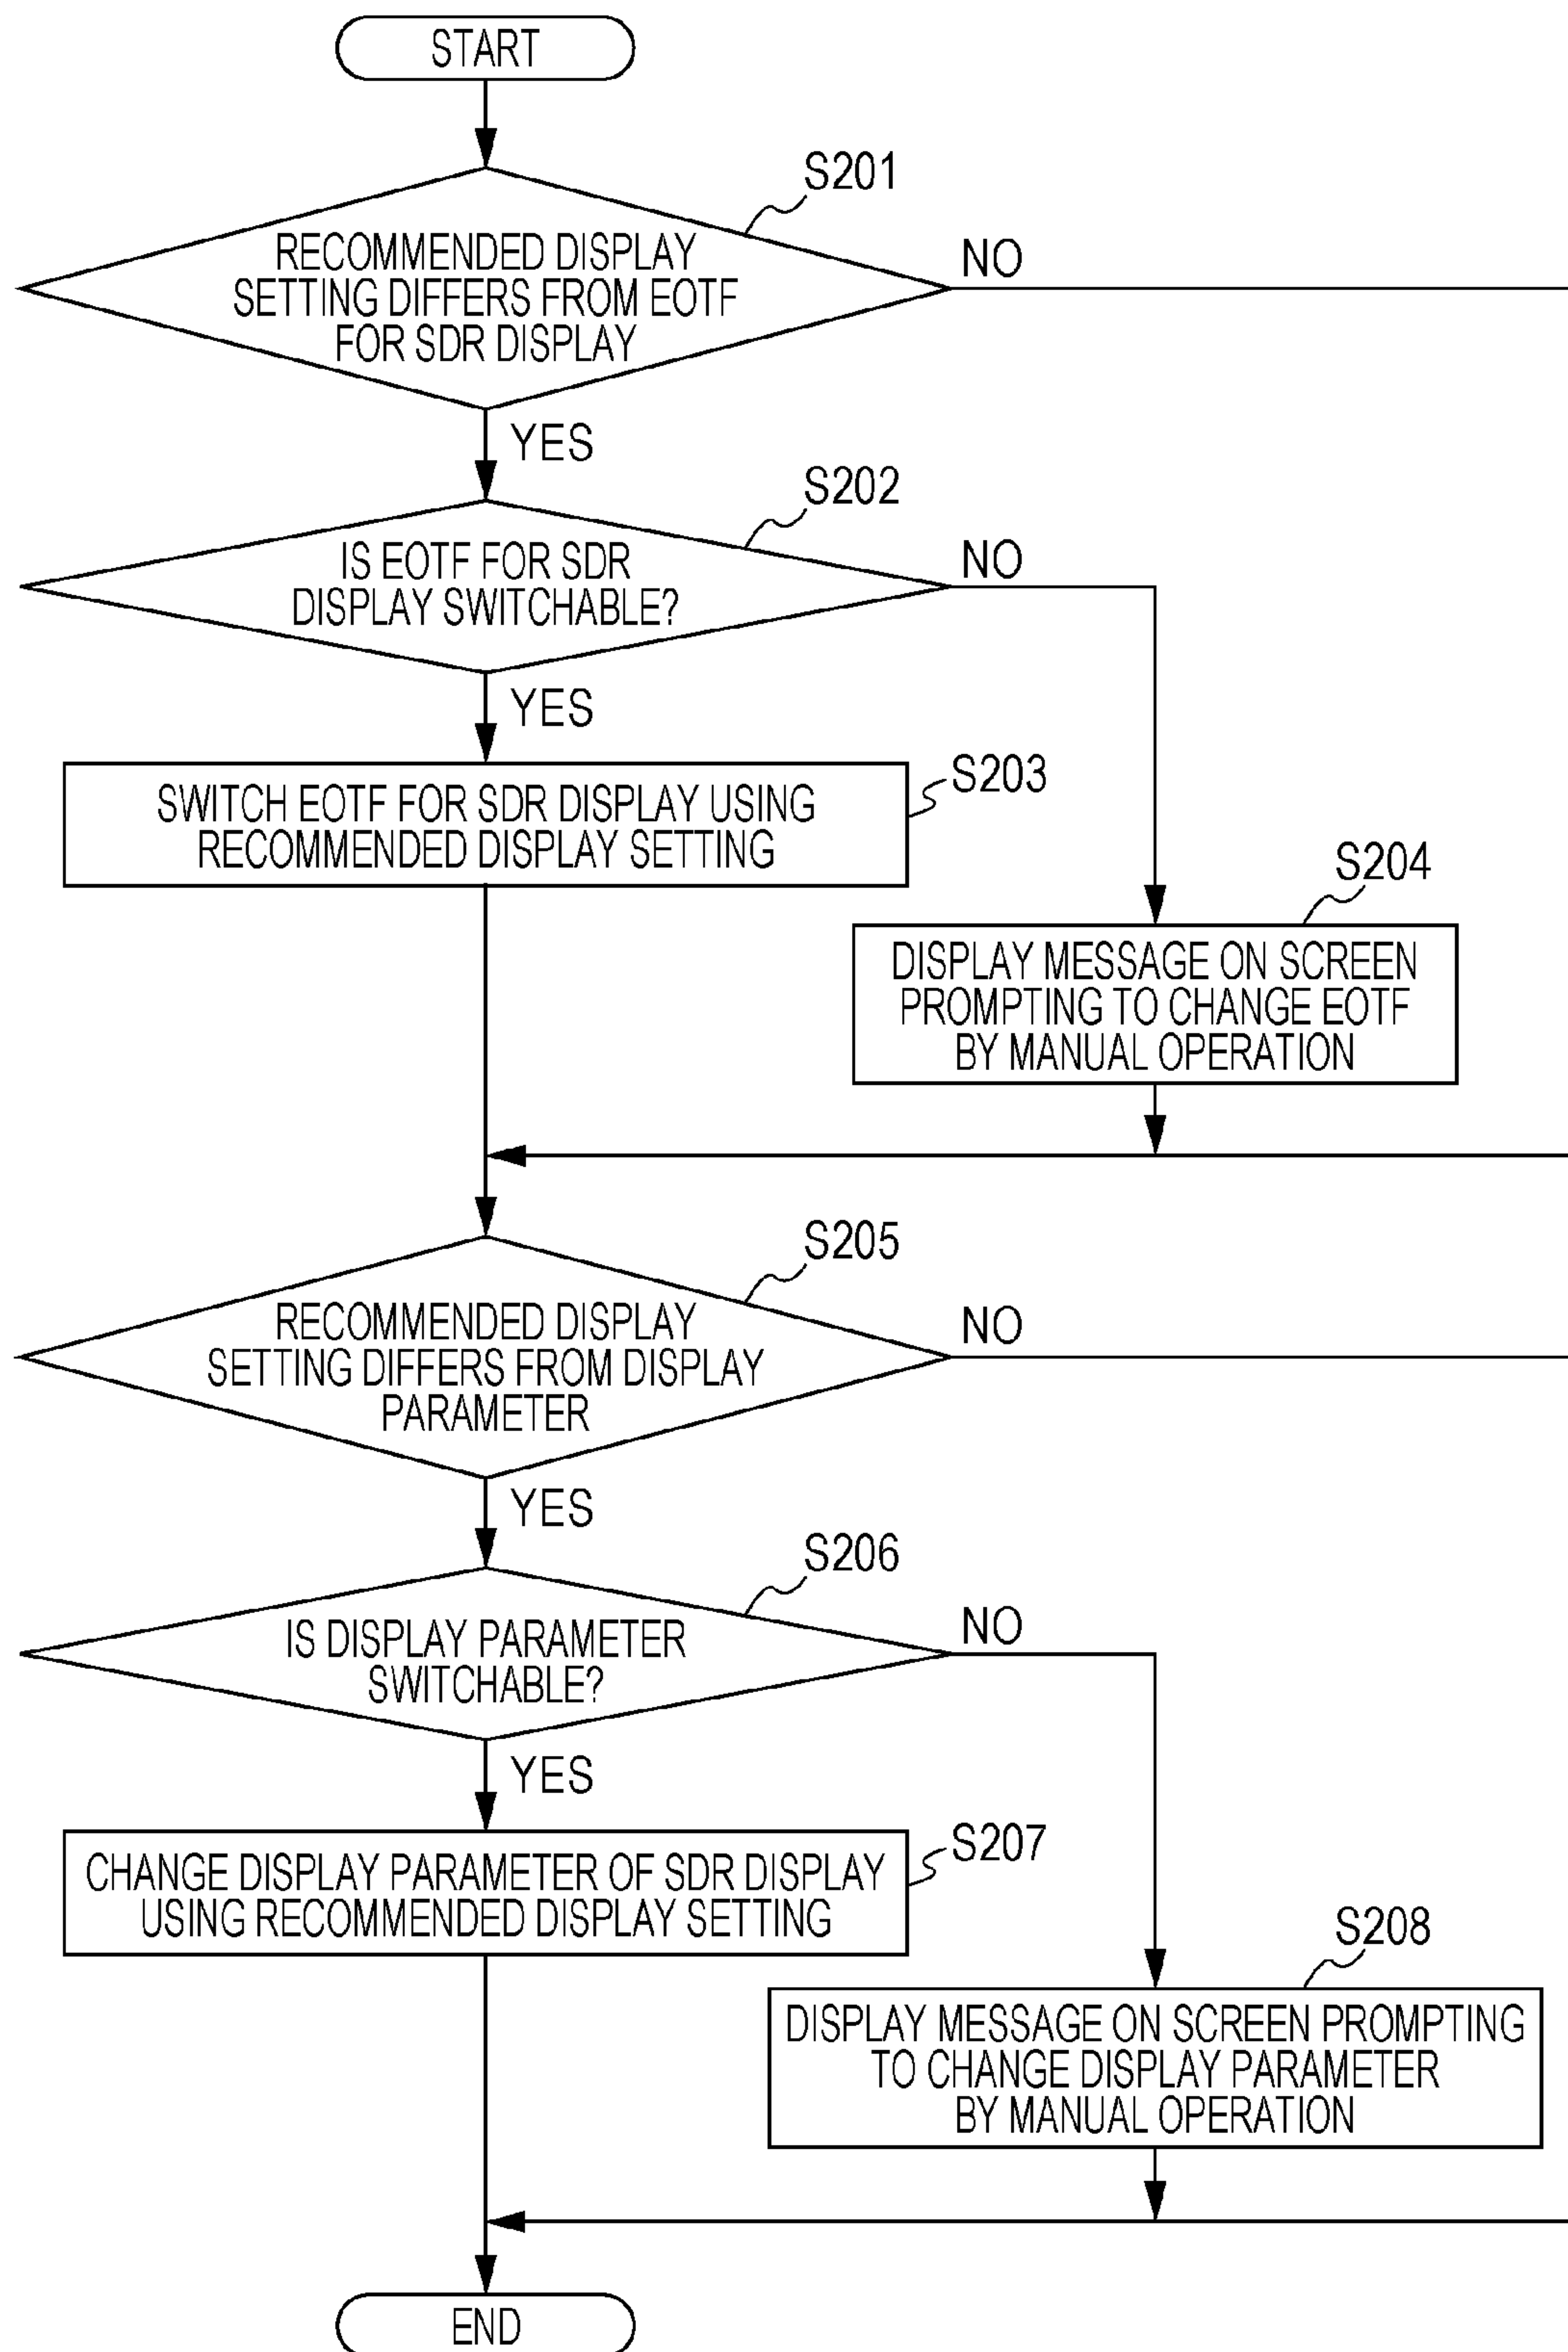 START
S201
RECOMMENDED DISPLAY
SETTING DIFFERS FROM EOTF
FOR SDR DISPLAY
NO
YES
S202
IS EOTF FOR SDR
DISPLAY SWITCHABLE?
NO
YES
S203
SWITCH EOTF FOR SDR DISPLAY USING
RECOMMENDED DISPLAY SETTING
S204
DISPLAY MESSAGE ON SCREEN
PROMPTING TO CHANGE EOTF
BY MANUAL OPERATION
S205
RECOMMENDED DISPLAY
SETTING DIFFERS FROM DISPLAY
PARAMETER
NO
YES
S206
IS DISPLAY PARAMETER
SWITCHABLE?
NO
YES
S207
CHANGE DISPLAY PARAMETER OF SDR DISPLAY
USING RECOMMENDED DISPLAY SETTING
S208
DISPLAY MESSAGE ON SCREEN PROMPTING
TO CHANGE DISPLAY PARAMETER
BY MANUAL OPERATION
END